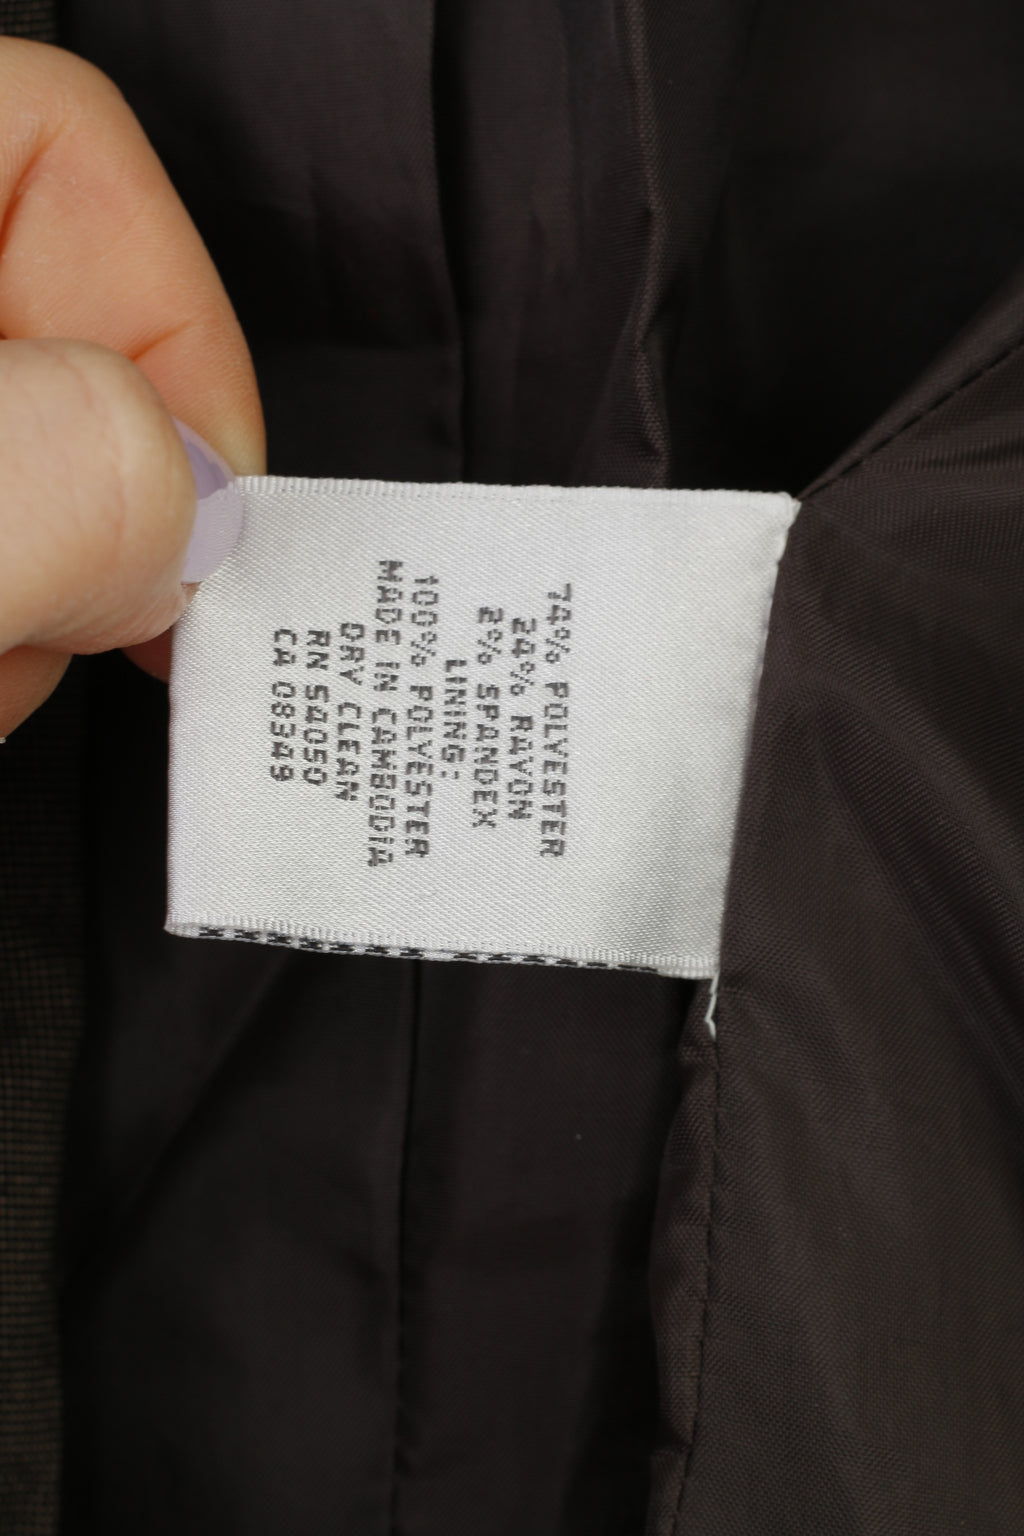 74% POLYESTER
24% RAYON
2% SPANDEX
LINING:
100% POLYESTER
MADE IN CAMBODIA
DRY CLEAN
RN 54050
CA 08349